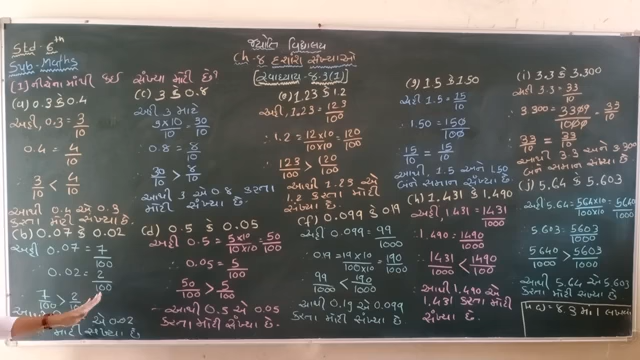 Std-6th
Sub-Maths
જ્યોતિ વિદ્યાલય
Ch-8 દશાંશ સંખ્યાઓ
સ્વાધ્યાય-8.3(1)
(1) નીચેના માંથી કઈ સંખ્યા મોટી છે?
(a) 0.3 કે 0.4
અહી, 0.3 = 3/10
0.4 = 4/10
∴ 3/10 < 4/10
આથી 0.4 એ 0.3
કરતા મોટી સંખ્યા છે.
(b) 0.07 કે 0.02
અહી 0.07 = 7/100
∴ 0.02 = 2/100
7/100 > 2/100
એ 0.02
મોટી સંખ્યા છે.
(c) 3 કે 0.8
અહી 3 માટે
3×10/10 = 30/10
0.8 = 8/10
30/10 > 8/10
આથી 3 એ 0.8 કરતા
મોટી સંખ્યા છે.
(d) 0.5 કે 0.05
અહી 0.5 = 5×10/10×10 = 50/100
∴ 0.05 = 5/100
50/100 > 5/100
∴ આથી 0.5 એ 0.05
કરતા મોટી સંખ્યા છે.
(e) 1.23 કે 1.2
અહી, 1.23 = 123/100
∴ 1.2 = 12×10/10×10 = 120/100
123/100 > 120/100
આથી 1.23 એ
1.2 કરતા મોટી
સંખ્યા છે.
(f) 0.099 કે 0.19
અહી 0.099 = 99/1000
∴ 0.19 = 19×10/100×10 = 190/1000
99/1000 < 190/1000
આથી 0.19 એ 0.099
કરતા મોટી સંખ્યા છે
(g) 1.5 કે 1.50
અહી 1.5 = 15/10
∴ 1.50 = 150/100
15/10 = 15/10
∴ આથી 1.5 અને 1.50
બંને સમાન સંખ્યા છે.
(h) 1.431 કે 1.490
અહી, 1.431 = 1431/1000
∴ 1.490 = 1490/1000
∴ 1431/1000 < 1490/1000
∴ આથી 1.490 એ
1.431 કરતા મોટી
સંખ્યા છે.
(i) 3.3 કે 3.300
અહી 3.3 = 33/10
∴ 3.300 = 3300/1000 = 33/10
33/10 = 33/10
આથી 3.3 અને 3.300
બંને સમાન સંખ્યા છે.
(j) 5.64 કે 5.603
અહી 5.64 = 564×10/100×10 = 5640/1000
∴ 5.603 = 5603/1000
5640/1000 > 5603/1000
∴ આથી 5.64 એ 5.603
કરતા મોટી સંખ્યા છે.
8.3